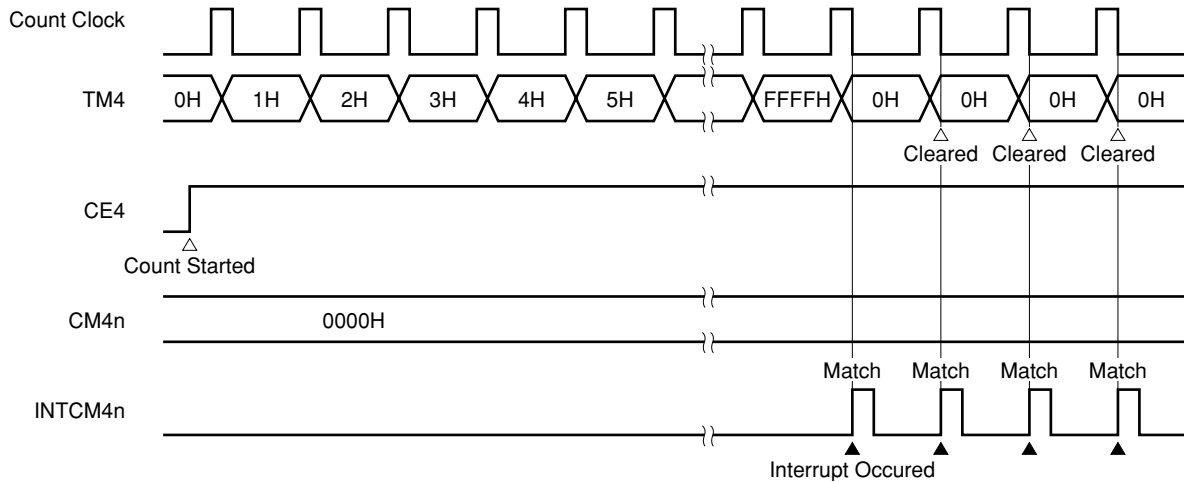 Count Clock
TM4 0H 1H 2H 3H 4H 5H FFFFH 0H 0H 0H 0H
Cleared Cleared Cleared
CE4
Count Started
CM4n 0000H
Match Match Match Match
INTCM4n
Interrupt Occured